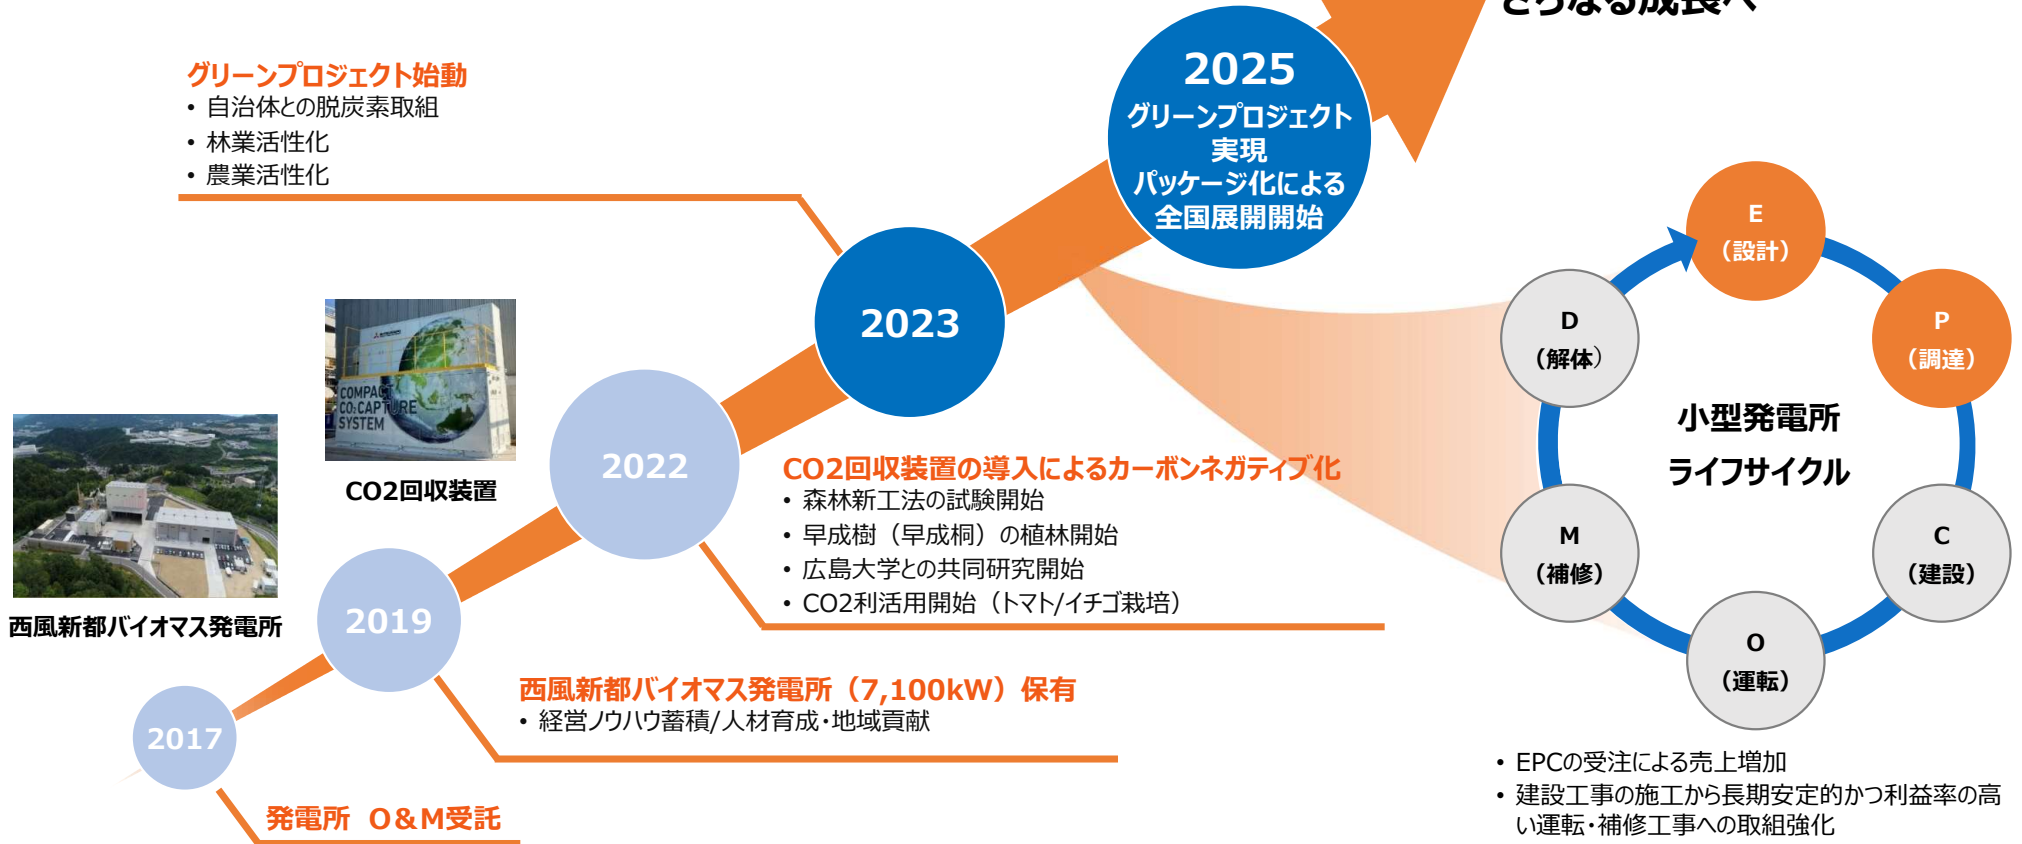 さらなる成長へ
グリーンプロジェクト始動
• 自治体との脱炭素取組
• 林業活性化
• 農業活性化
2025
グリーンプロジェクト
実現
パッケージ化による
全国展開開始
2023
COMPACT
CO₂ CAPTURE
SYSTEM
CO2回収装置
2022
CO2回収装置の導入によるカーボンネガティブ化
• 森林新工法の試験開始
• 早成樹（早成桐）の植林開始
• 広島大学との共同研究開始
• CO2利活用開始（トマト/イチゴ栽培）
西風新都バイオマス発電所
2019
西風新都バイオマス発電所（7,100kW）保有
• 経営ノウハウ蓄積/人材育成・地域貢献
2017
発電所 O&M受託
E
（設計）
P
（調達）
C
（建設）
O
（運転）
M
（補修）
D
（解体）
小型発電所
ライフサイクル
• EPCの受注による売上増加
• 建設工事の施工から長期安定的かつ利益率の高
い運転・補修工事への取組強化